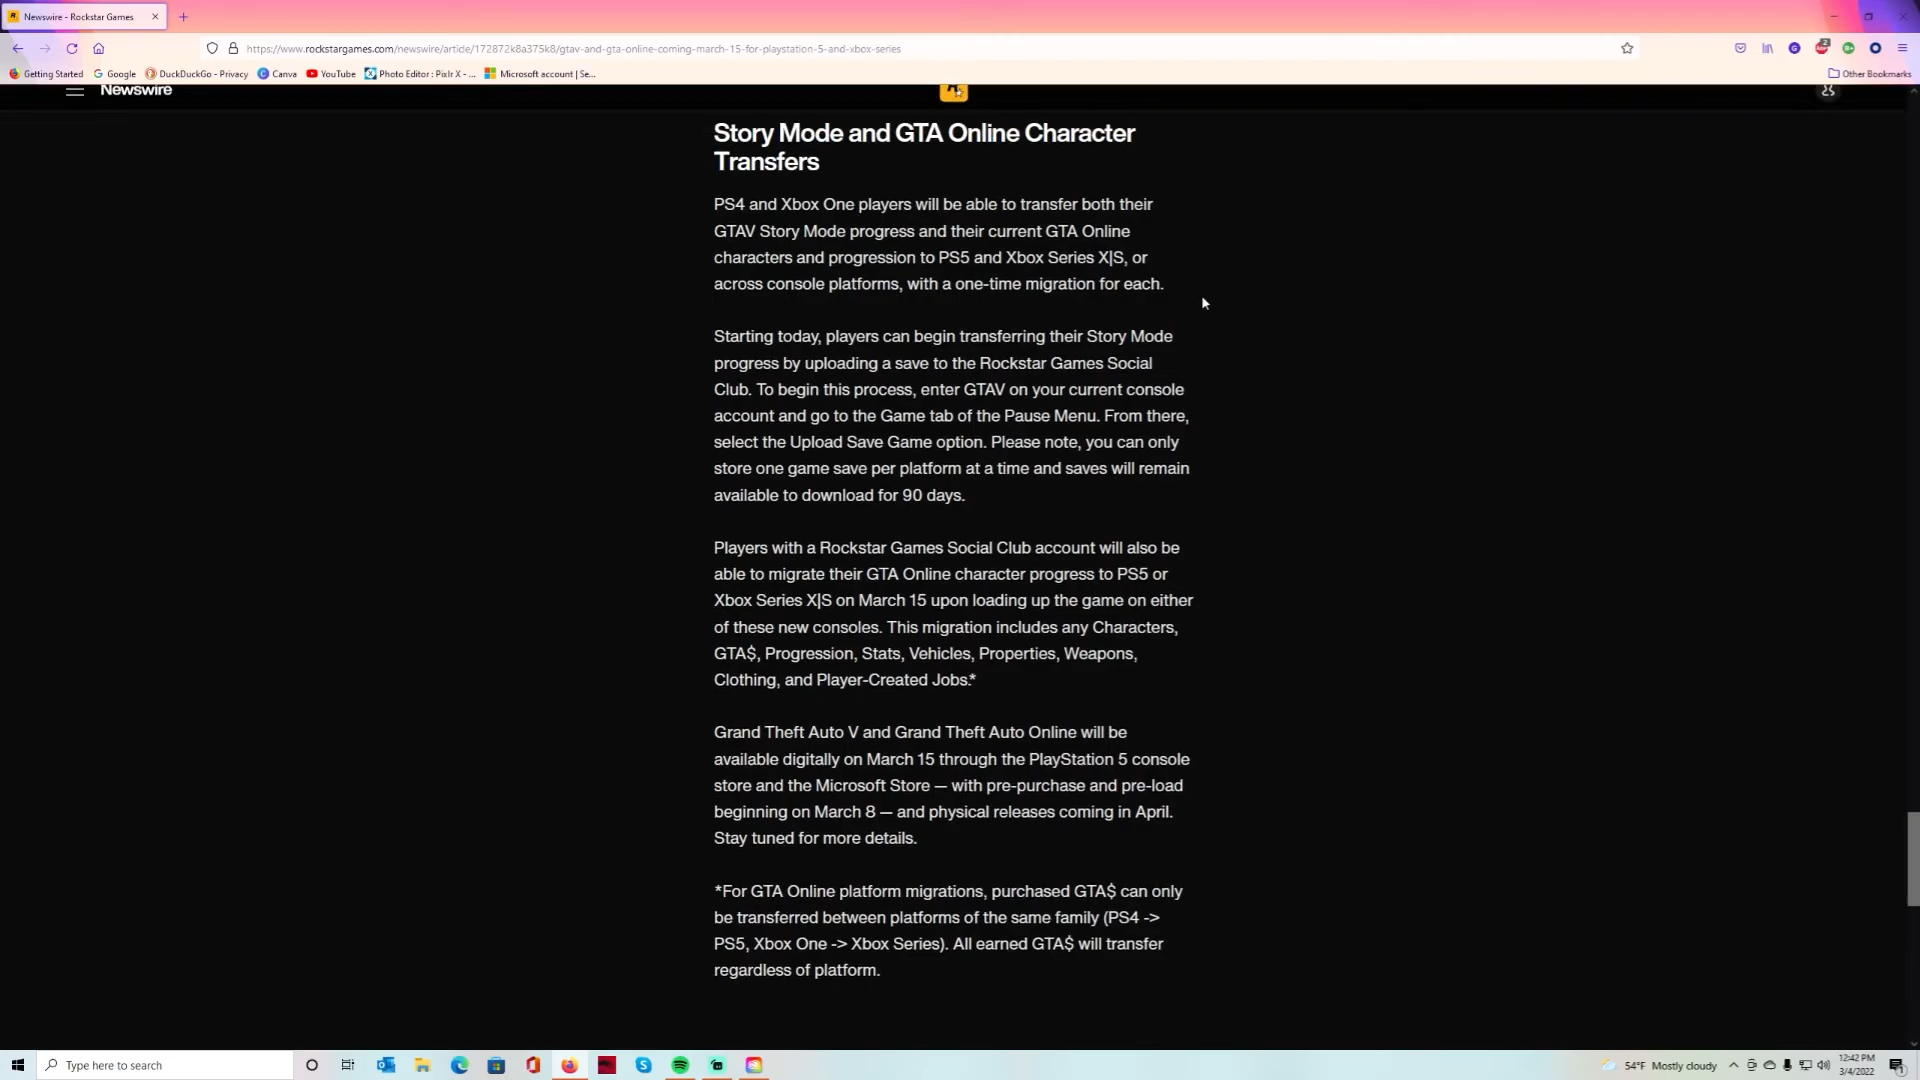 Newswire - Rockstar Games
https://www.rockstargames.com/newswire/article/172872k8a375k8/gtav-and-gta-online-coming-march-15-for-playstation-5-and-xbox-series
2
Getting Started Google DuckDuckGo - Privacy Canva YouTube Photo Editor : Pixlr X - ... Microsoft account | Se... Other Bookmarks
Newswire
Story Mode and GTA Online Character
Transfers
PS4 and Xbox One players will be able to transfer both their
GTAV Story Mode progress and their current GTA Online
characters and progression to PS5 and Xbox Series X|S, or
across console platforms, with a one-time migration for each.
Starting today, players can begin transferring their Story Mode
progress by uploading a save to the Rockstar Games Social
Club. To begin this process, enter GTAV on your current console
account and go to the Game tab of the Pause Menu. From there,
select the Upload Save Game option. Please note, you can only
store one game save per platform at a time and saves will remain
available to download for 90 days.
Players with a Rockstar Games Social Club account will also be
able to migrate their GTA Online character progress to PS5 or
Xbox Series X|S on March 15 upon loading up the game on either
of these new consoles. This migration includes any Characters,
GTA$, Progression, Stats, Vehicles, Properties, Weapons,
Clothing, and Player-Created Jobs.*
Grand Theft Auto V and Grand Theft Auto Online will be
available digitally on March 15 through the PlayStation 5 console
store and the Microsoft Store — with pre-purchase and pre-load
beginning on March 8 — and physical releases coming in April.
Stay tuned for more details.
*For GTA Online platform migrations, purchased GTA$ can only
be transferred between platforms of the same family (PS4 ->
PS5, Xbox One -> Xbox Series). All earned GTA$ will transfer
regardless of platform.
Type here to search
54°F Mostly cloudy
12:42 PM
3/4/2022